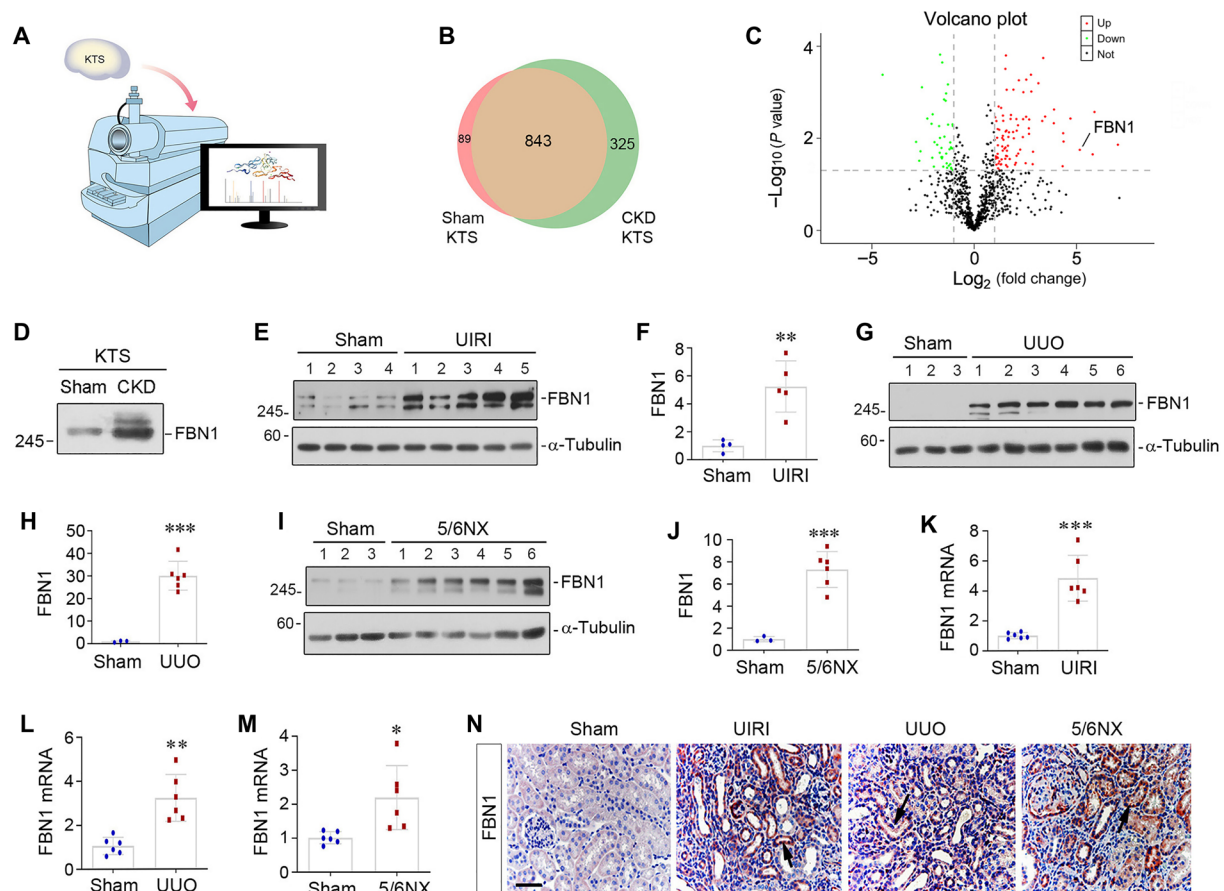 A
KTS
B
89
843
325
Sham
KTS
CKD
KTS
C
Volcano plot
Up
Down
Not
4
2
0
−Log10 (P value)
FBN1
−5
0
5
Log2 (fold change)
D
KTS
Sham CKD
245
FBN1
E
Sham UIRI
1 2 3 4 1 2 3 4 5
FBN1
245
60
α-Tubulin
F
**
8
6
4
2
0
FBN1
Sham UIRI
G
Sham UUO
1 2 3 1 2 3 4 5 6
FBN1
245
60
α-Tubulin
H
***
50
40
30
20
10
0
FBN1
Sham UUO
I
Sham 5/6NX
1 2 3 1 2 3 4 5 6
FBN1
245
60
α-Tubulin
J
***
10
8
6
4
2
0
FBN1
Sham 5/6NX
K
***
8
6
4
2
0
FBN1 mRNA
Sham UIRI
L
**
6
4
2
0
FBN1 mRNA
Sham UUO
M
*
4
3
2
1
0
FBN1 mRNA
Sham 5/6NX
N
Sham UIRI UUO 5/6NX
FBN1